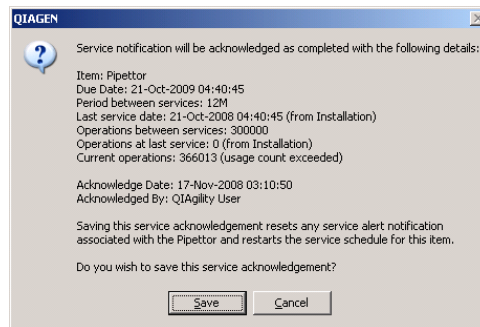 QIAGEN
Service notification will be acknowledged as completed with the following details:
Item: Pipettor
Due Date: 21-Oct-2009 04:40:45
Period between services: 12M
Last service date: 21-Oct-2008 04:40:45 (from Installation)
Operations between services: 300000
Operations at last service: 0 (from Installation)
Current operations: 366013 (usage count exceeded)
Acknowledge Date: 17-Nov-2008 03:10:50
Acknowledged By: QIAgility User
Saving this service acknowledgement resets any service alert notification
associated with the Pipettor and restarts the service schedule for this item.
Do you wish to save this service acknowledgement?
Save Cancel